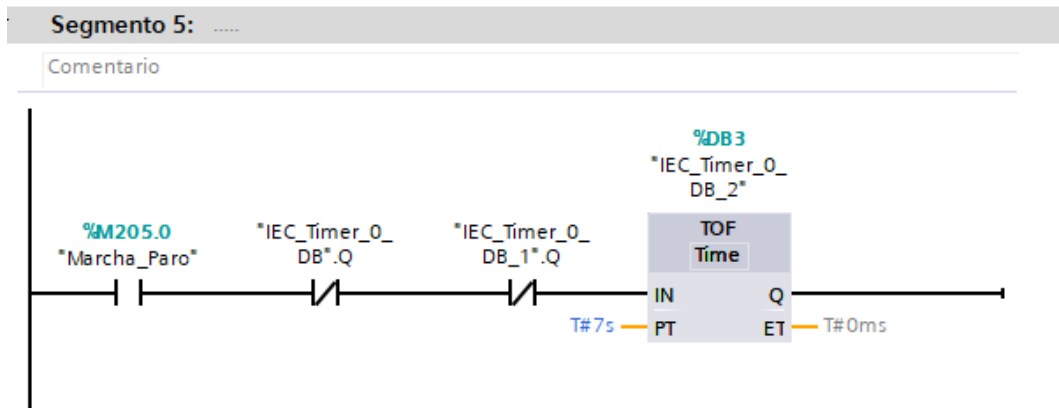 Segmento 5: .....
Comentario
%DB3
"IEC_Timer_0_
DB_2"
%M205.0
"Marcha_Paro"
"IEC_Timer_0_
DB".Q
"IEC_Timer_0_
DB_1".Q
TOF
Time
IN Q
T#7s PT ET T#0ms